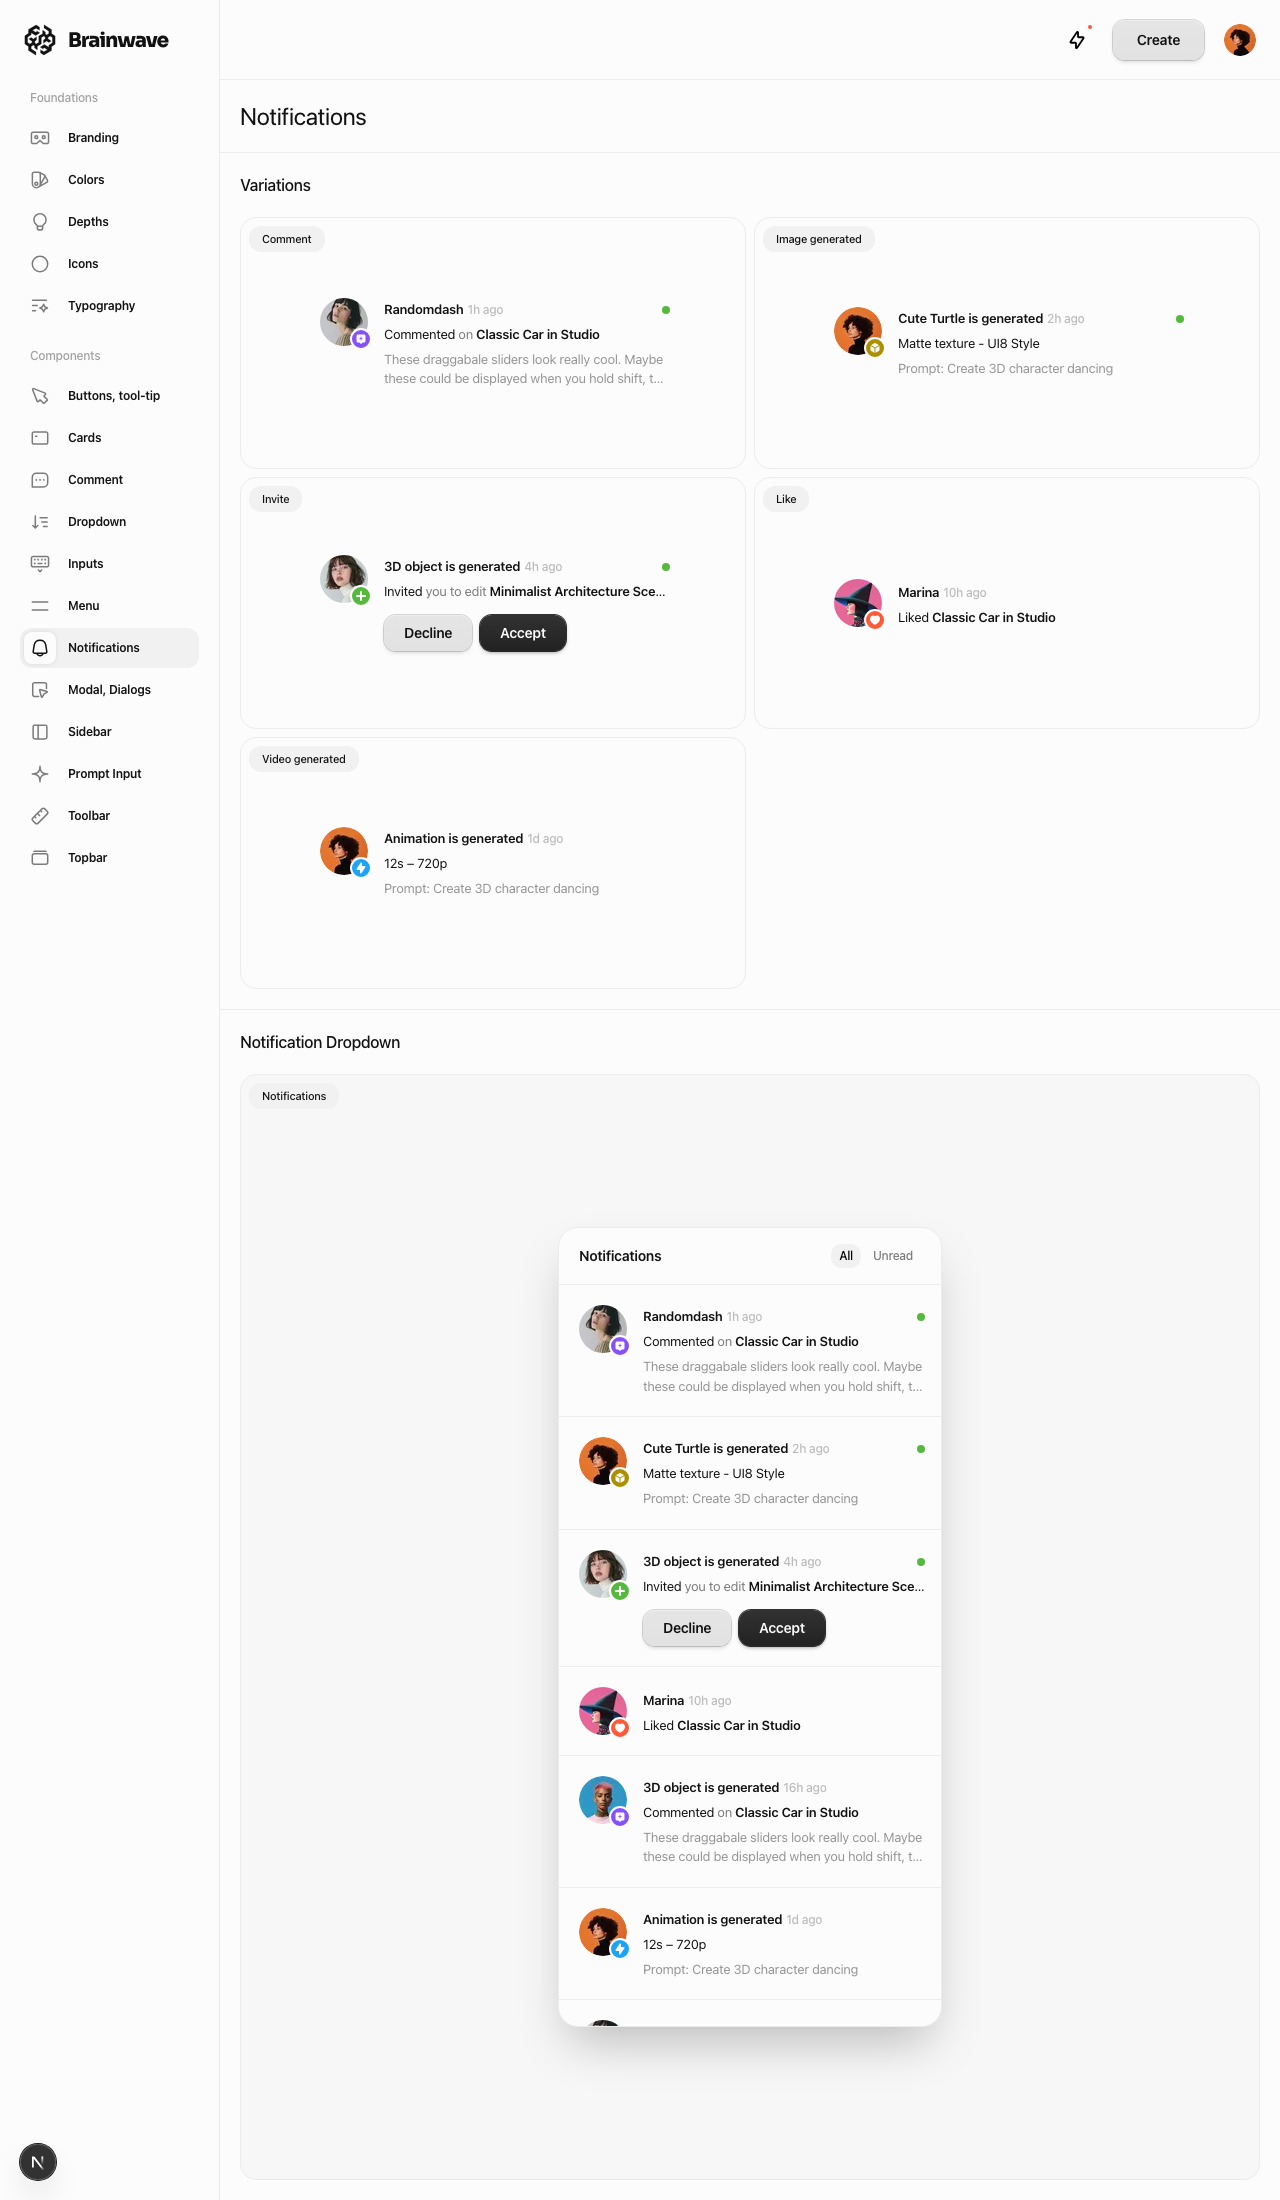 Brainwave
Create
Foundations
Branding
Colors
Depths
Icons
Typography
Components
Buttons, tool-tip
Cards
Comment
Dropdown
Inputs
Menu
Notifications
Modal, Dialogs
Sidebar
Prompt Input
Toolbar
Topbar
N
Notifications
Variations
Comment
Randomdash 1h ago
Commented on Classic Car in Studio
These draggabale sliders look really cool. Maybe
these could be displayed when you hold shift, t...
Image generated
Cute Turtle is generated 2h ago
Matte texture - UI8 Style
Prompt: Create 3D character dancing
Invite
3D object is generated 4h ago
Invited you to edit Minimalist Architecture Sce...
Decline Accept
Like
Marina 10h ago
Liked Classic Car in Studio
Video generated
Animation is generated 1d ago
12s – 720p
Prompt: Create 3D character dancing
Notification Dropdown
Notifications
Notifications All Unread
Randomdash 1h ago
Commented on Classic Car in Studio
These draggabale sliders look really cool. Maybe
these could be displayed when you hold shift, t...
Cute Turtle is generated 2h ago
Matte texture - UI8 Style
Prompt: Create 3D character dancing
3D object is generated 4h ago
Invited you to edit Minimalist Architecture Sce...
Decline Accept
Marina 10h ago
Liked Classic Car in Studio
3D object is generated 16h ago
Commented on Classic Car in Studio
These draggabale sliders look really cool. Maybe
these could be displayed when you hold shift, t...
Animation is generated 1d ago
12s – 720p
Prompt: Create 3D character dancing